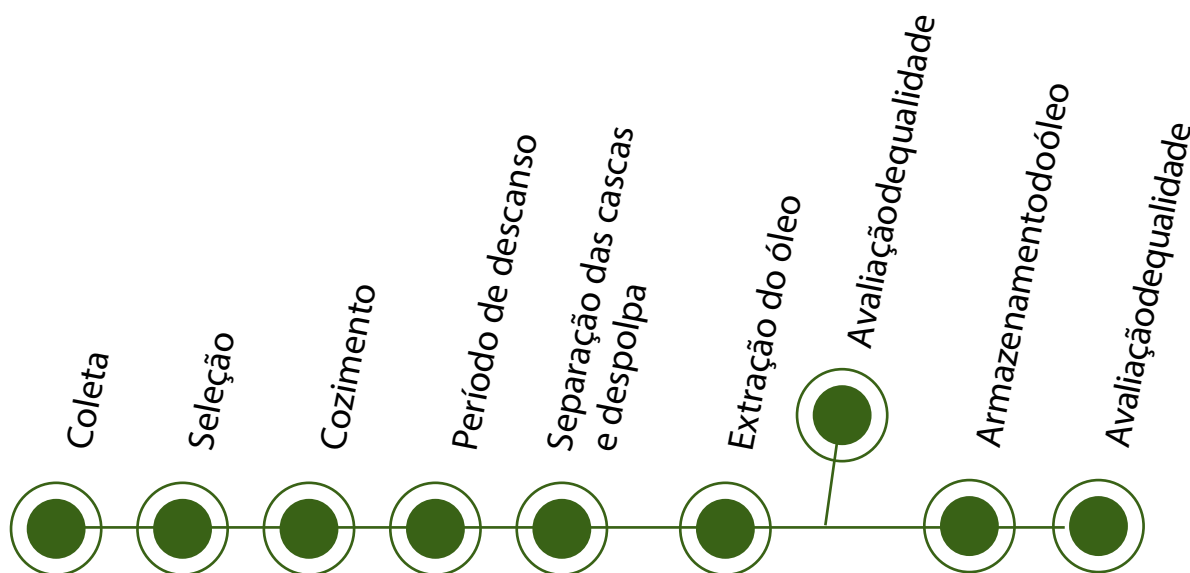 Coleta
Seleção
Cozimento
Período de descanso
Separação das cascas
e despolpa
Extração do óleo
Avaliaçãodequalidade
Armazenamentodoóleo
Avaliaçãodequalidade